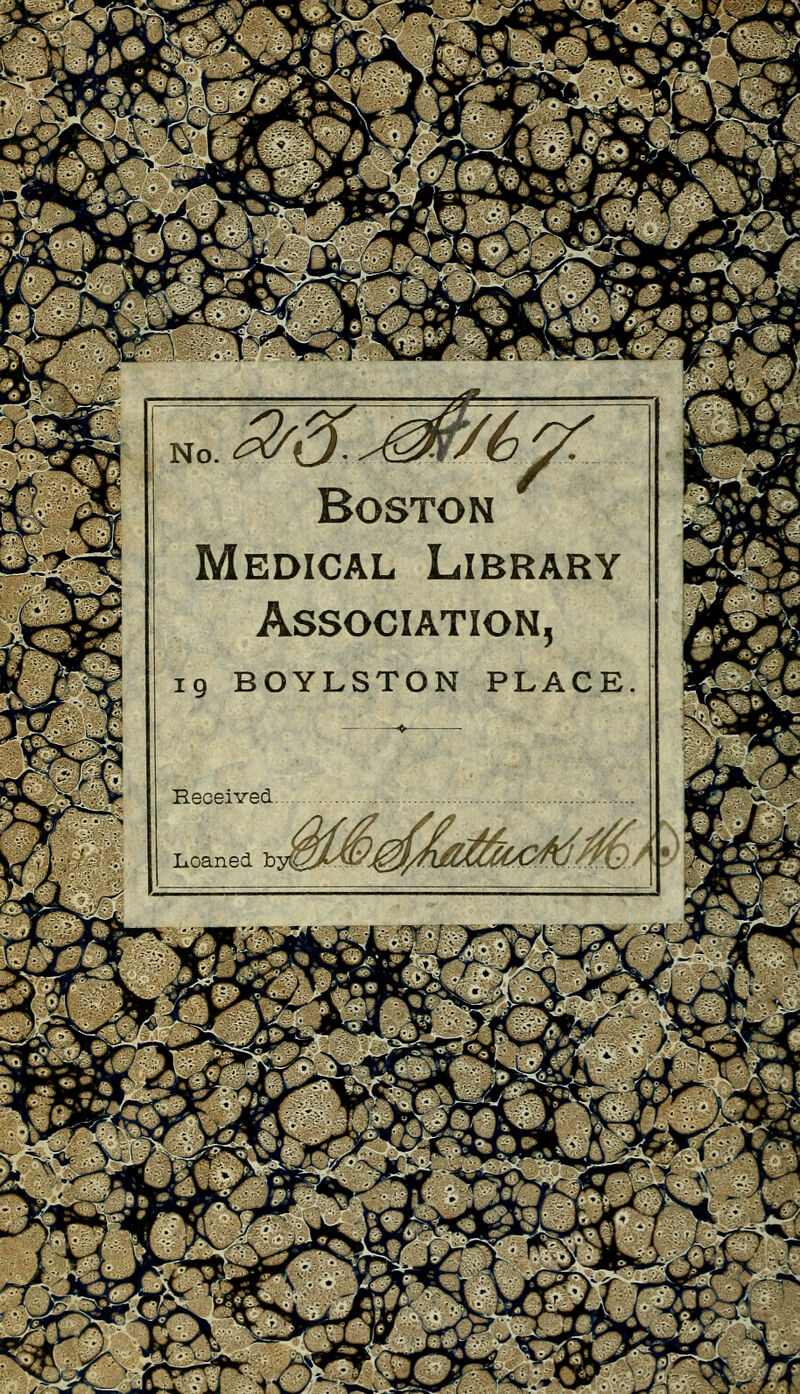 No. 23. A. 167.
BOSTON
MEDICAL LIBRARY
ASSOCIATION,
19 BOYLSTON PLACE.
Received
Loaned by Shattuck M.D.